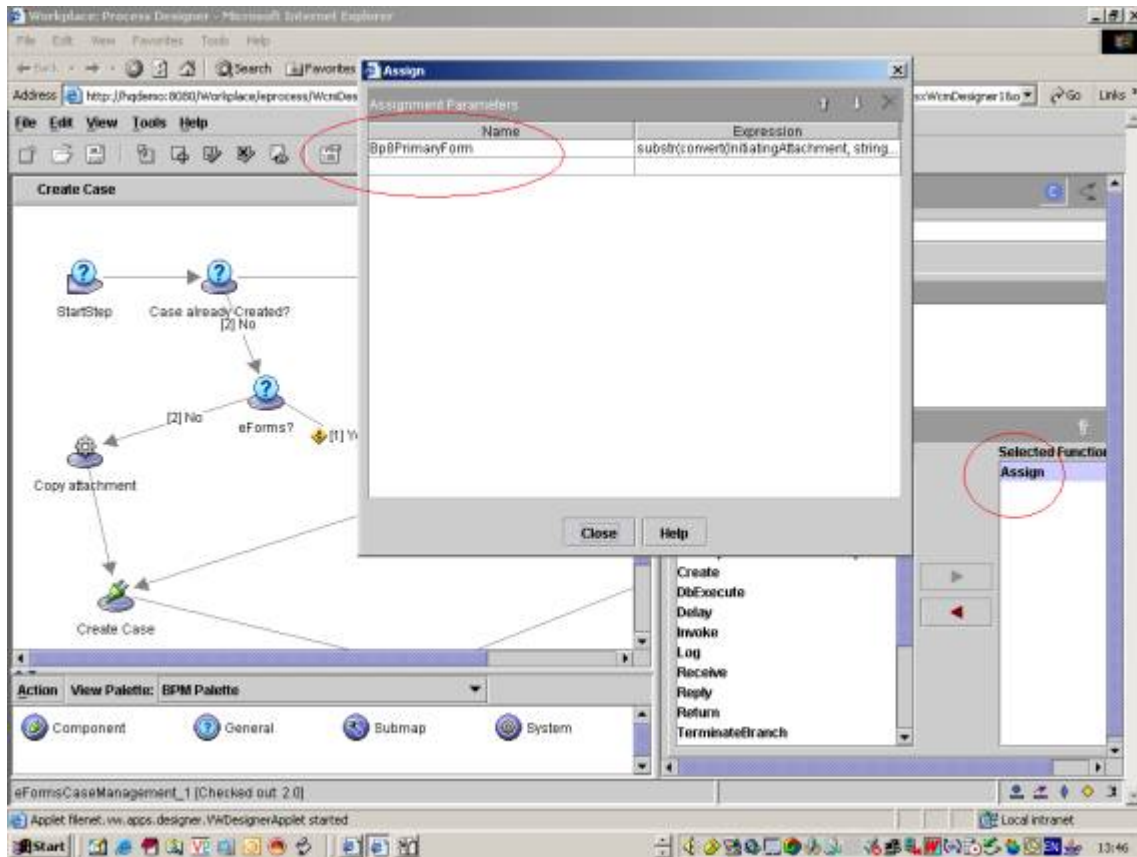 Workplace: Process Designer - Microsoft Internet Explorer
File Edit View Favorites Tools Help
Search Favorites
Address http://hqdemo:8080/Workplace/eprocess/WcmDes
Go Links
File Edit View Tools Help
Assign
Assignment Parameters
Name Expression
Bp8PrimaryForm substr(convert(InitiatingAttachment, string...
Create Case
StartStep
Case already Created?
[2] No
eForms?
[2] No
[1] Y
Copy attachment
Create Case
Close Help
Selected Function
Assign
Create
DbExecute
Delay
Invoke
Log
Receive
Reply
Return
TerminateBranch
Action View Palette: BPM Palette
Component General Submap System
eFormsCaseManagement_1 [Checked out 2.0]
Applet filenet.vw.apps.designer.VWDesignerApplet started
Local intranet
Start
EN
13:46